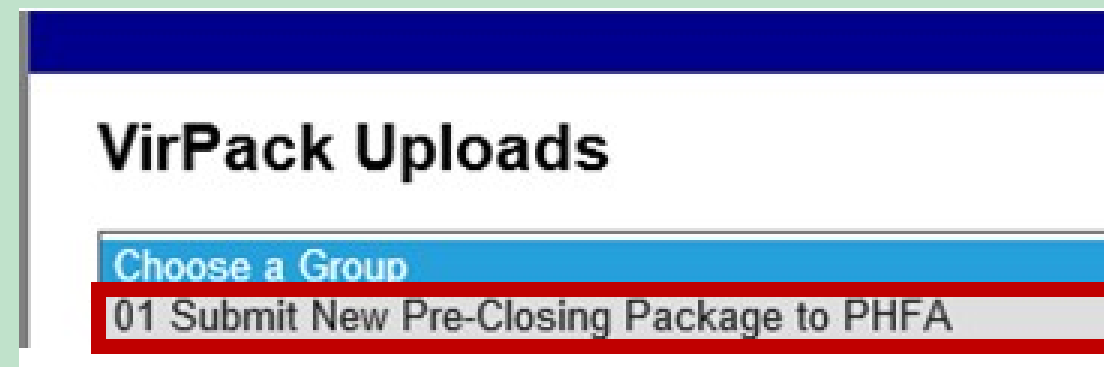 VirPack Uploads
Choose a Group
01 Submit New Pre-Closing Package to PHFA